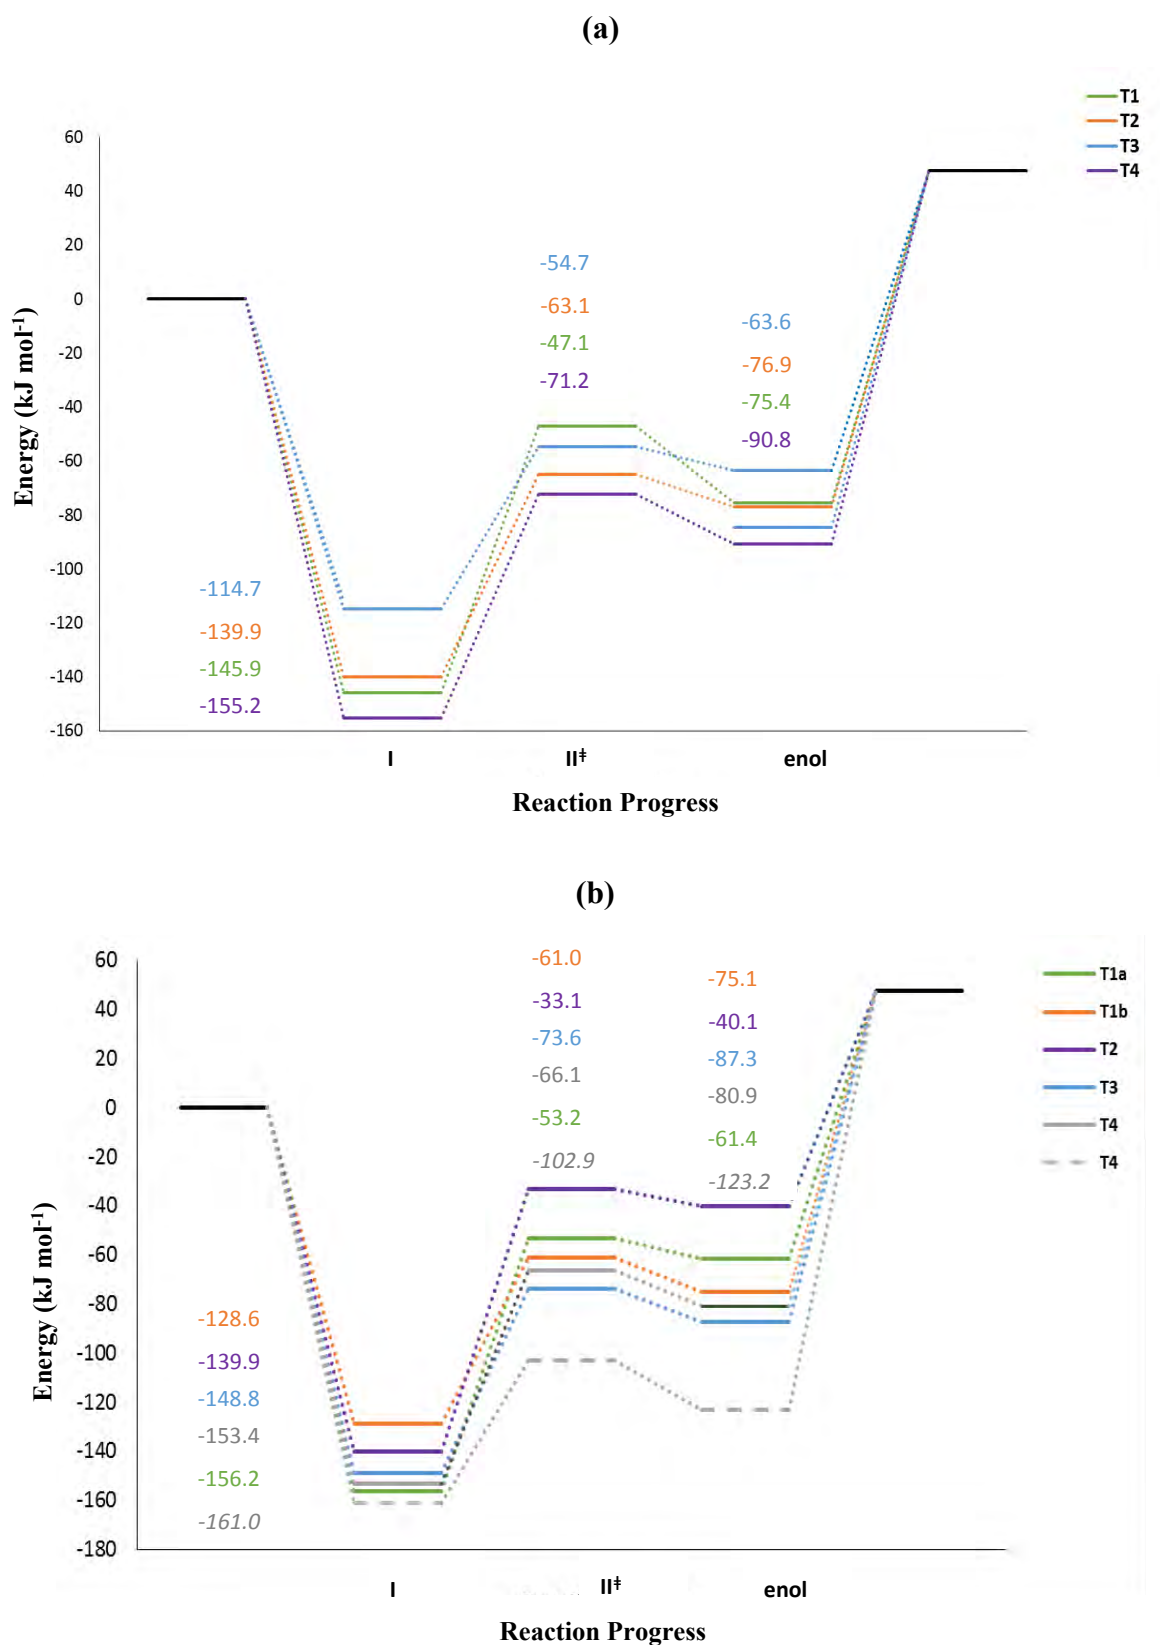 (a)
T1
T2
T3
T4
60
40
20
0
-20
-40
-60
-80
-100
-120
-140
-160
Energy (kJ mol⁻¹)
-54.7
-63.1
-47.1
-71.2
-63.6
-76.9
-75.4
-90.8
-114.7
-139.9
-145.9
-155.2
I
II‡
enol
Reaction Progress
(b)
T1a
T1b
T2
T3
T4
T4
60
40
20
0
-20
-40
-60
-80
-100
-120
-140
-160
-180
Energy (kJ mol⁻¹)
-61.0
-33.1
-73.6
-66.1
-53.2
-102.9
-75.1
-40.1
-87.3
-80.9
-61.4
-123.2
-128.6
-139.9
-148.8
-153.4
-156.2
-161.0
I
II‡
enol
Reaction Progress